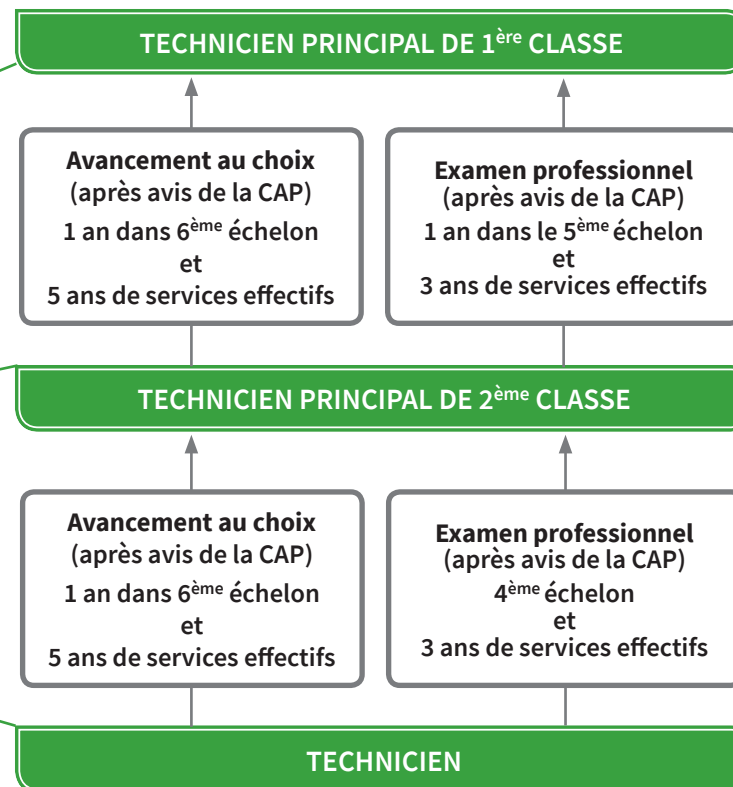 TECHNICIEN PRINCIPAL DE 1ère CLASSE
Avancement au choix
(après avis de la CAP)
1 an dans 6ème échelon
et
5 ans de services effectifs
Examen professionnel
(après avis de la CAP)
1 an dans le 5ème échelon
et
3 ans de services effectifs
TECHNICIEN PRINCIPAL DE 2ème CLASSE
Avancement au choix
(après avis de la CAP)
1 an dans 6ème échelon
et
5 ans de services effectifs
Examen professionnel
(après avis de la CAP)
4ème échelon
et
3 ans de services effectifs
TECHNICIEN